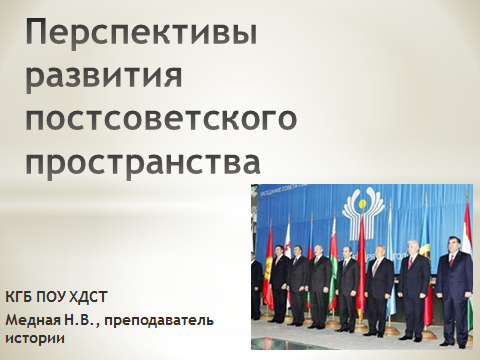 Перспективы
развития
постсоветского
пространства
КГБ ПОУ ХДСТ
Медная Н.В., преподаватель
истории